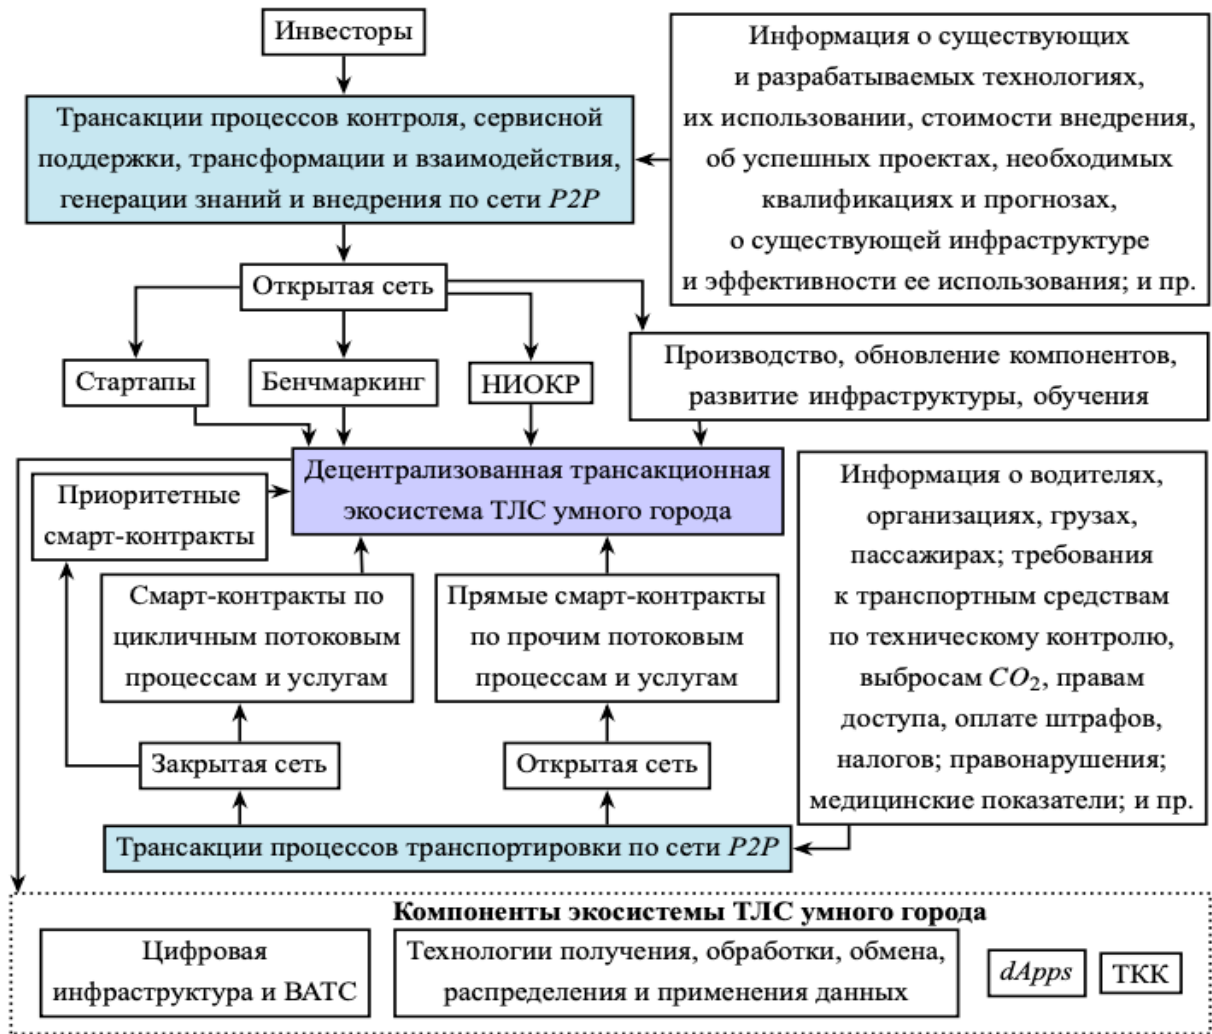 Инвесторы
Трансакции процессов контроля, сервисной
поддержки, трансформации и взаимодействия,
генерации знаний и внедрения по сети P2P
Информация о существующих
и разрабатываемых технологиях,
их использовании, стоимости внедрения,
об успешных проектах, необходимых
квалификациях и прогнозах,
о существующей инфраструктуре
и эффективности ее использования; и пр.
Открытая сеть
Стартапы
Бенчмаркинг
НИОКР
Производство, обновление компонентов,
развитие инфраструктуры, обучения
Децентрализованная трансакционная
экосистема ТЛС умного города
Приоритетные
смарт-контракты
Смарт-контракты по
цикличным потоковым
процессам и услугам
Прямые смарт-контракты
по прочим потоковым
процессам и услугам
Информация о водителях,
организациях, грузах,
пассажирах; требования
к транспортным средствам
по техническому контролю,
выбросам CO₂, правам
доступа, оплате штрафов,
налогов; правонарушения;
медицинские показатели; и пр.
Закрытая сеть
Открытая сеть
Трансакции процессов транспортировки по сети P2P
Компоненты экосистемы ТЛС умного города
Цифровая
инфраструктура и ВАТС
Технологии получения, обработки, обмена,
распределения и применения данных
dApps
ТКК